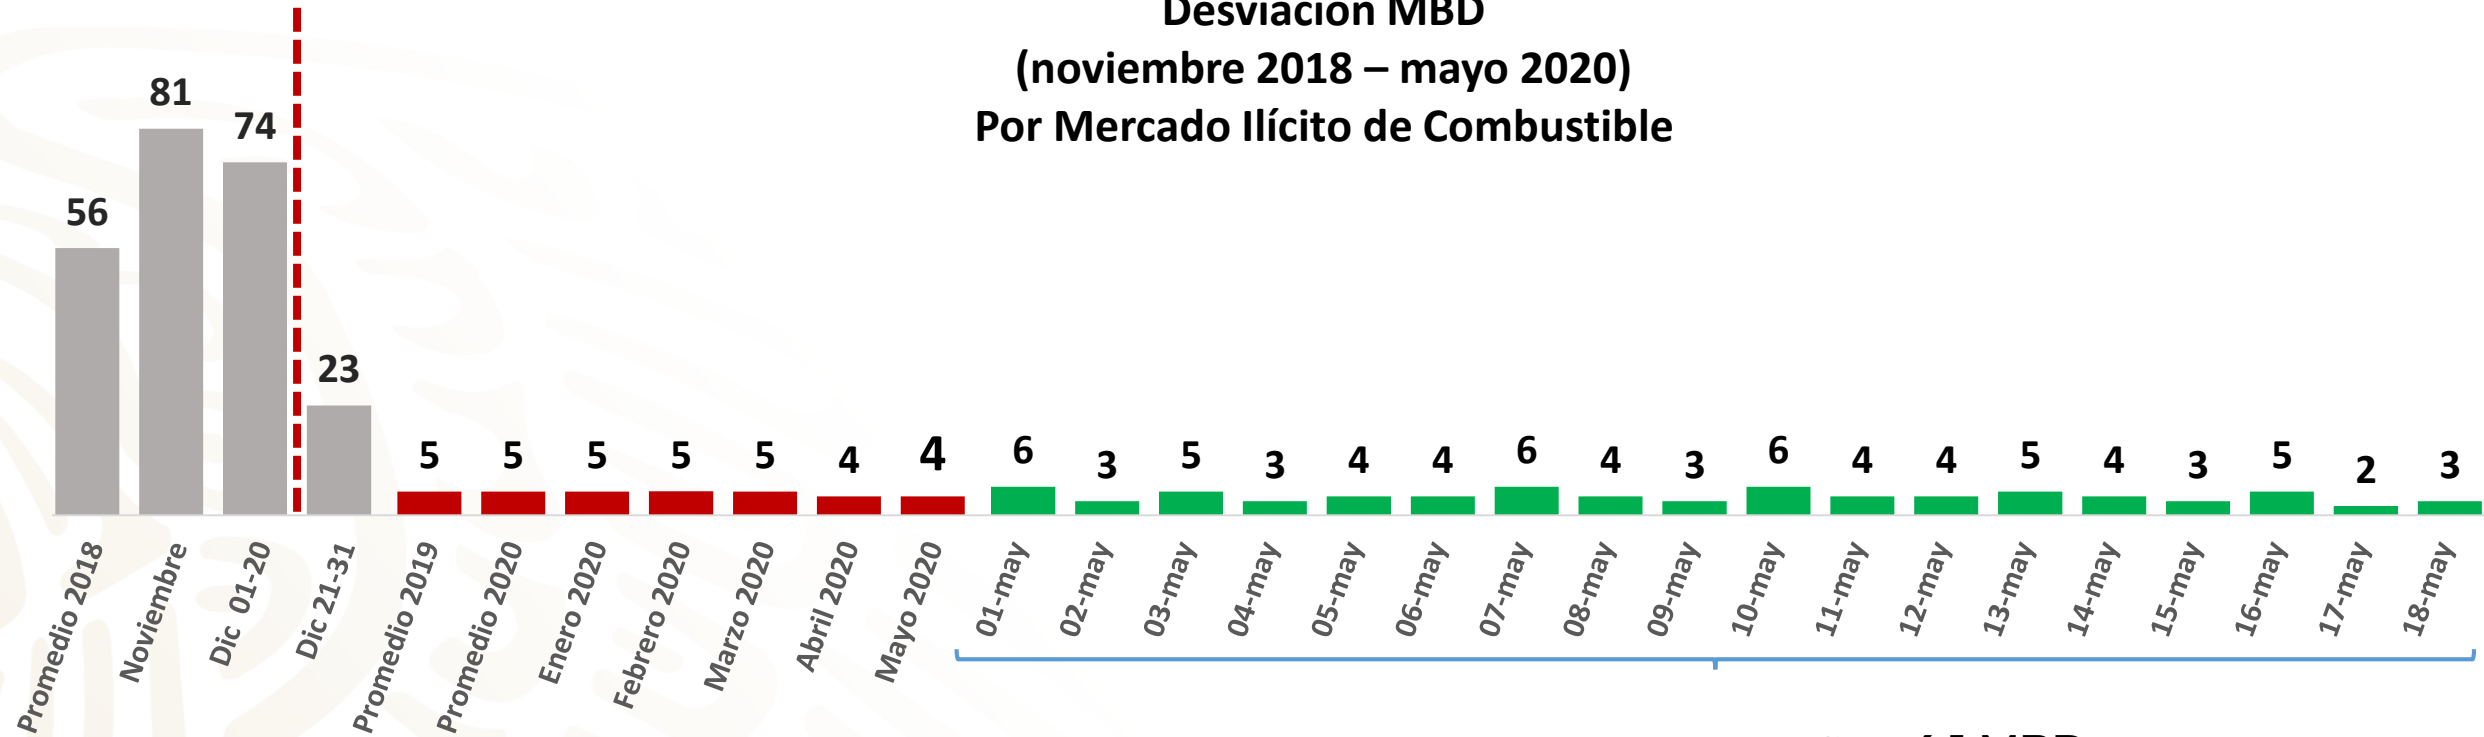 Desviación MBD
(noviembre 2018 – mayo 2020)
Por Mercado Ilícito de Combustible
56
81
74
23
5
5
5
5
5
4
4
6
3
5
3
4
4
6
4
3
6
4
4
5
4
3
5
2
3
Promedio 2018
Noviembre
Dic 01-20
Dic 21-31
Promedio 2019
Promedio 2020
Enero 2020
Febrero 2020
Marzo 2020
Abril 2020
Mayo 2020
01-may
02-may
03-may
04-may
05-may
06-may
07-may
08-may
09-may
10-may
11-may
12-may
13-may
14-may
15-may
16-may
17-may
18-may